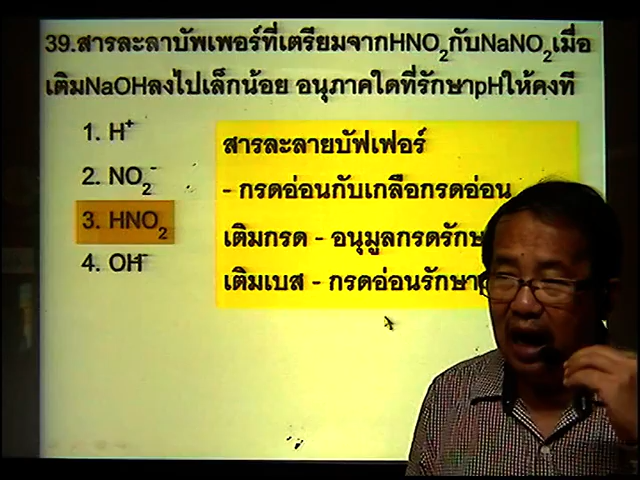 39.สารละลาบัพเพอร์ที่เตรียมจากHNO₂กับNaNO₂เมื่อ
เติมNaOHลงไปเล็กน้อย อนุภาคใดที่รักษาpHให้คงที
1. H⁺
2. NO₂⁻
3. HNO₂
4. OH⁻
สารละลายบัฟเฟอร์
- กรดอ่อนกับเกลือกรดอ่อน
เติมกรด - อนุมูลกรดรักษ
เติมเบส - กรดอ่อนรักษา